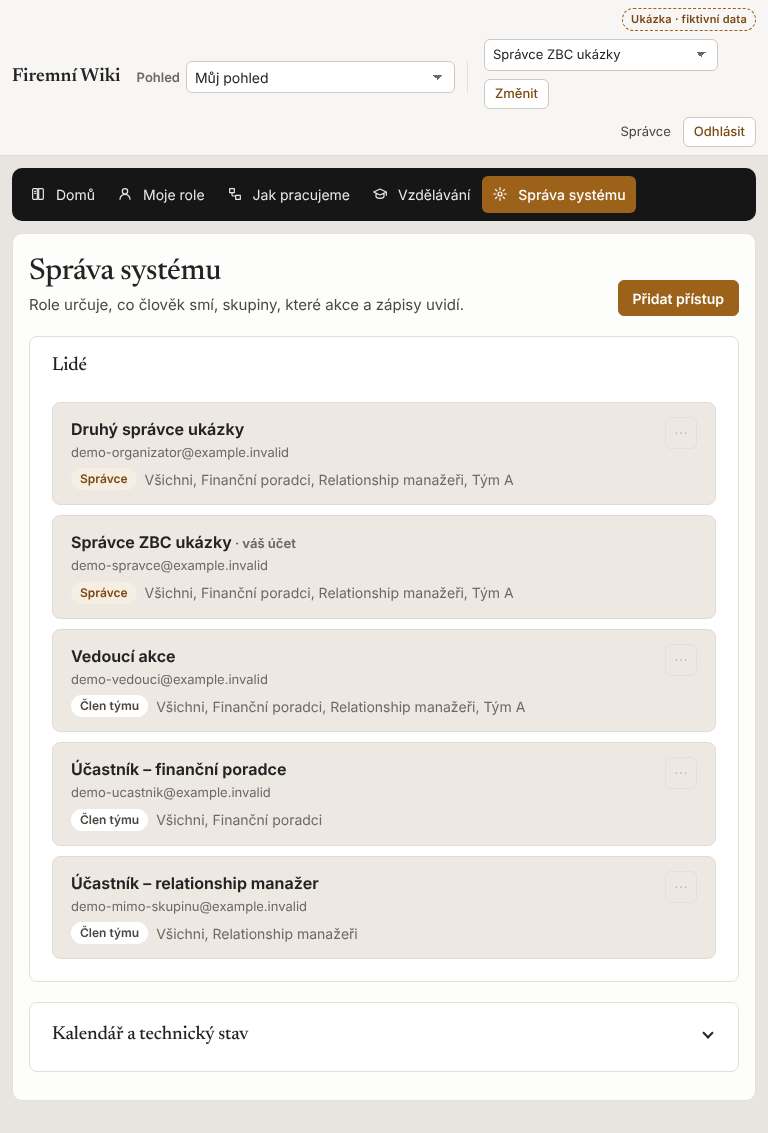 Ukázka · fiktivní data
Firemní Wiki
Pohled
Můj pohled
Správce ZBC ukázky
Změnit
Správce
Odhlásit
Domů
Moje role
Jak pracujeme
Vzdělávání
Správa systému
Správa systému
Role určuje, co člověk smí, skupiny, které akce a zápisy uvidí.
Přidat přístup
Lidé
Druhý správce ukázky
demo-organizator@example.invalid
Správce Všichni, Finanční poradci, Relationship manažeři, Tým A
Správce ZBC ukázky · váš účet
demo-spravce@example.invalid
Správce Všichni, Finanční poradci, Relationship manažeři, Tým A
Vedoucí akce
demo-vedouci@example.invalid
Člen týmu Všichni, Finanční poradci, Relationship manažeři, Tým A
Účastník – finanční poradce
demo-ucastnik@example.invalid
Člen týmu Všichni, Finanční poradci
Účastník – relationship manažer
demo-mimo-skupinu@example.invalid
Člen týmu Všichni, Relationship manažeři
Kalendář a technický stav